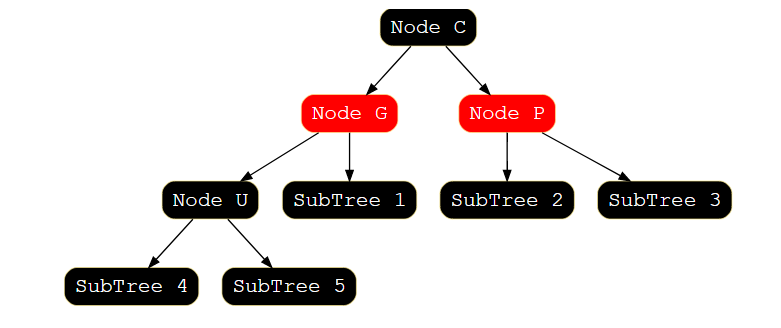 Node C
Node G
Node P
Node U
SubTree 1
SubTree 2
SubTree 3
SubTree 4
SubTree 5